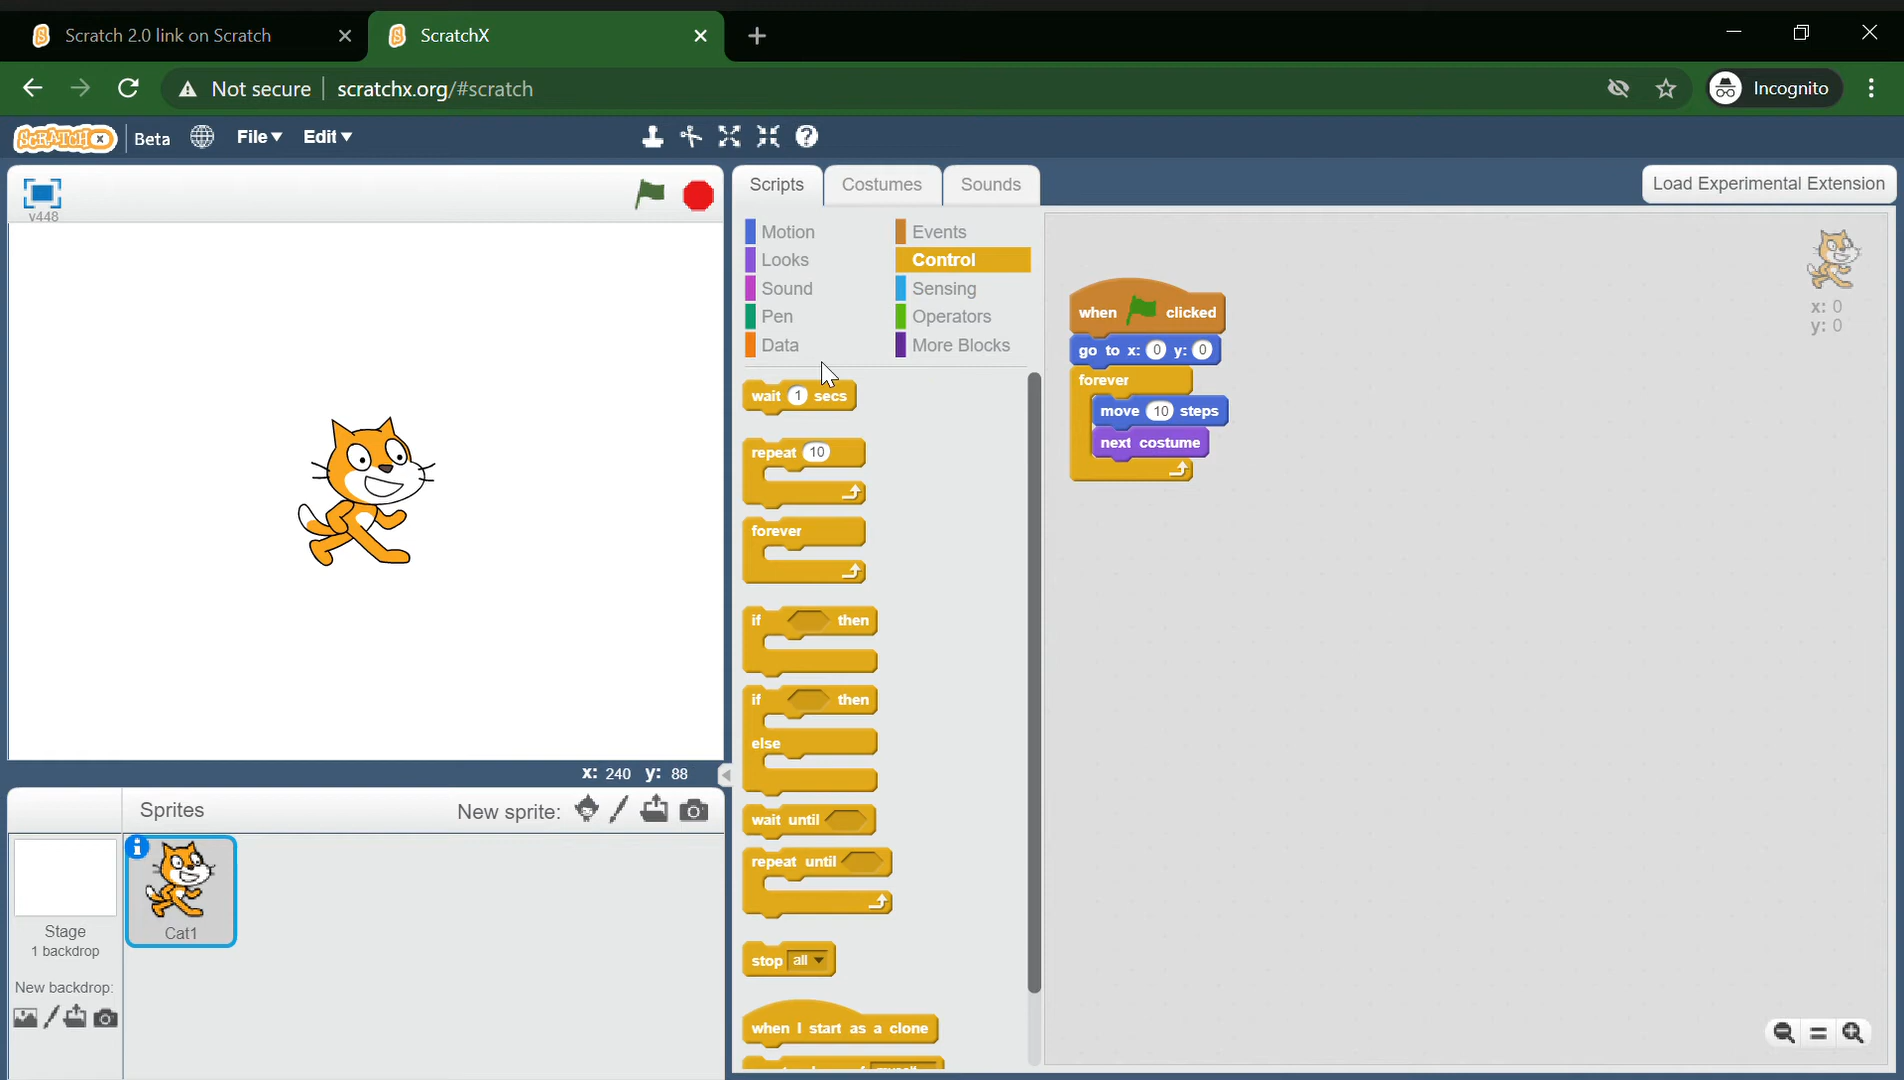 Scratch 2.0 link on Scratch
ScratchX
Not secure
scratchx.org/#scratch
Incognito
SCRATCH x
Beta
File
Edit
v448
Scripts
Costumes
Sounds
Load Experimental Extension
Motion
Events
Looks
Control
Sound
Sensing
Pen
Operators
Data
More Blocks
wait 1 secs
repeat 10
forever
if then
if then
else
wait until
repeat until
stop all
when I start as a clone
when clicked
go to x: 0 y: 0
forever
move 10 steps
next costume
x: 0
y: 0
x: 240 y: 88
Sprites
New sprite:
Stage
1 backdrop
New backdrop:
Cat1